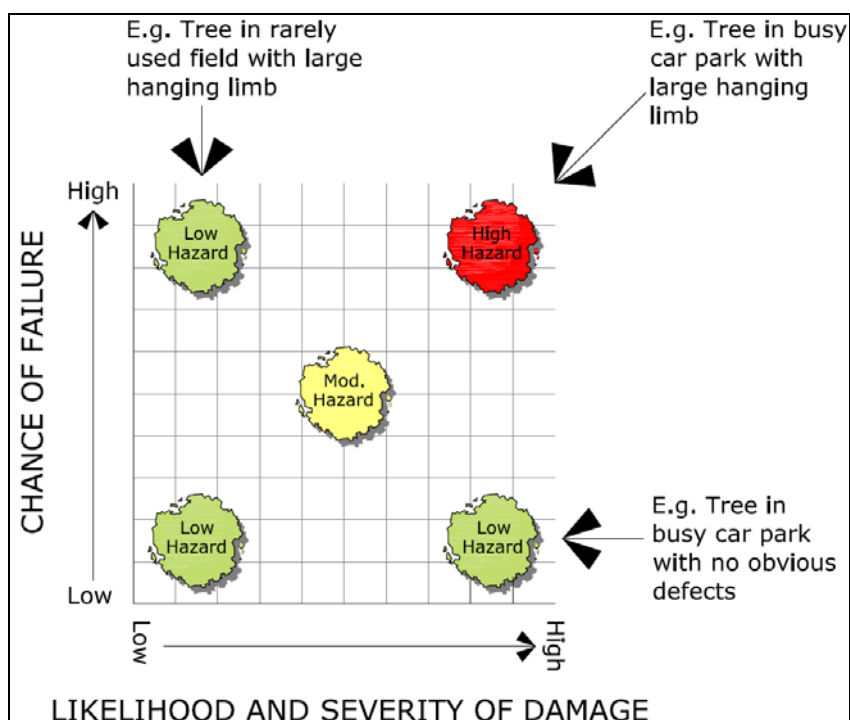 E.g. Tree in rarely
used field with large
hanging limb
E.g. Tree in busy
car park with
large hanging
limb
High
Low
Hazard
High
Hazard
CHANCE OF FAILURE
Mod.
Hazard
Low
Hazard
Low
Hazard
E.g. Tree in
busy car park
with no obvious
defects
Low
Low
High
LIKELIHOOD AND SEVERITY OF DAMAGE